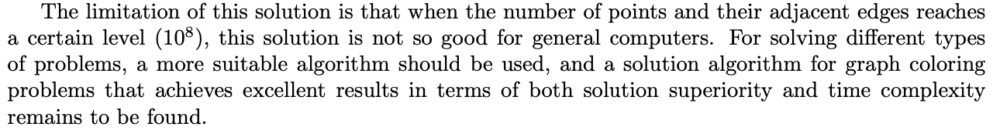 The limitation of this solution is that when the number of points and their adjacent edges reaches
a certain level (10⁸), this solution is not so good for general computers. For solving different types
of problems, a more suitable algorithm should be used, and a solution algorithm for graph coloring
problems that achieves excellent results in terms of both solution superiority and time complexity
remains to be found.